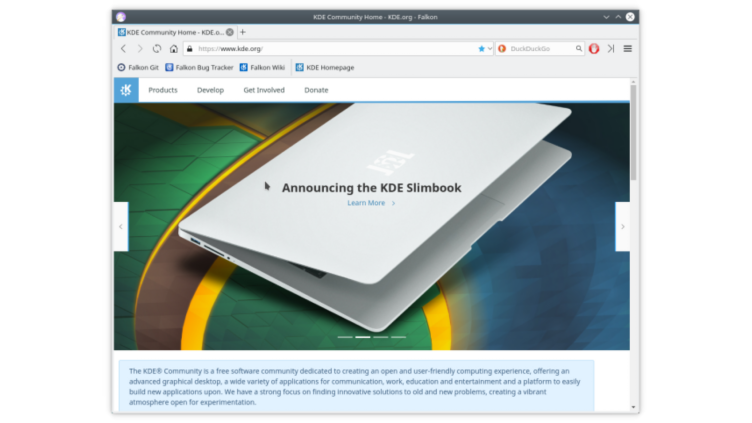 KDE Community Home - KDE.org - Falkon
KDE Community Home - KDE.o...
https://www.kde.org/
DuckDuckGo
Falkon Git Falkon Bug Tracker Falkon Wiki KDE Homepage
Products Develop Get Involved Donate
Announcing the KDE Slimbook
Learn More
The KDE® Community is a free software community dedicated to creating an open and user-friendly computing experience, offering an
advanced graphical desktop, a wide variety of applications for communication, work, education and entertainment and a platform to easily
build new applications upon. We have a strong focus on finding innovative solutions to old and new problems, creating a vibrant
atmosphere open for experimentation.